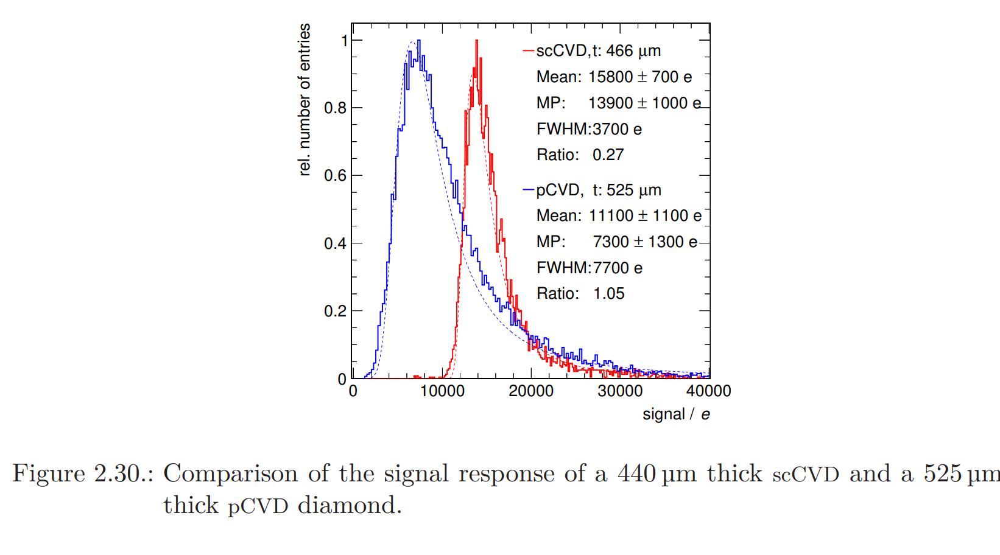 rel. number of entries
1
0.8
0.6
0.4
0.2
0
0 10000 20000 30000 40000
signal / e
scCVD,t: 466 μm
Mean: 15800 ± 700 e
MP: 13900 ± 1000 e
FWHM:3700 e
Ratio: 0.27
pCVD, t: 525 μm
Mean: 11100 ± 1100 e
MP: 7300 ± 1300 e
FWHM:7700 e
Ratio: 1.05
Figure 2.30.: Comparison of the signal response of a 440 μm thick scCVD and a 525 μm
thick pCVD diamond.